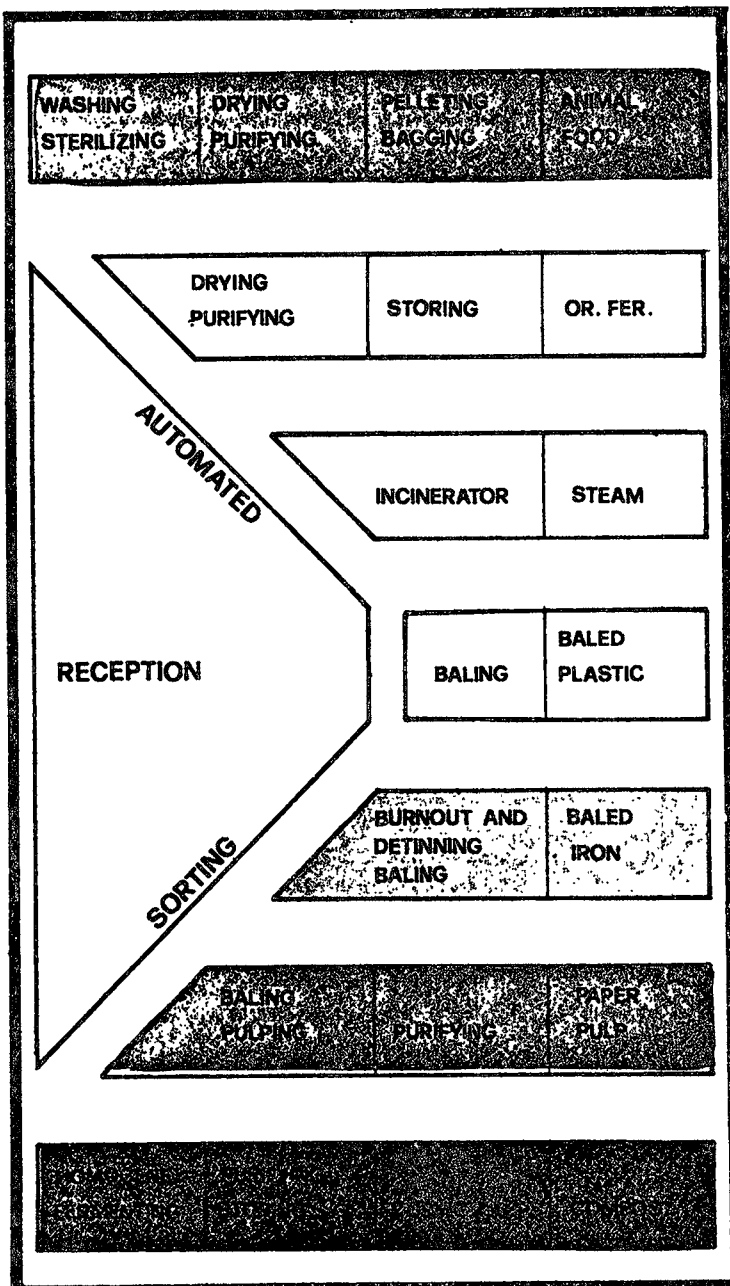 WASHING
STERILIZING
DRYING
PURIFYING
PELLETING
BAGGING
ANIMAL
FOOD
DRYING
PURIFYING
STORING
OR. FER.
AUTOMATED
INCINERATOR
STEAM
RECEPTION
BALING
BALED
PLASTIC
SORTING
BURNOUT AND
DETINNING
BALING
BALED
IRON
BALING
PULPING
PURIFYING
PAPER
PULP